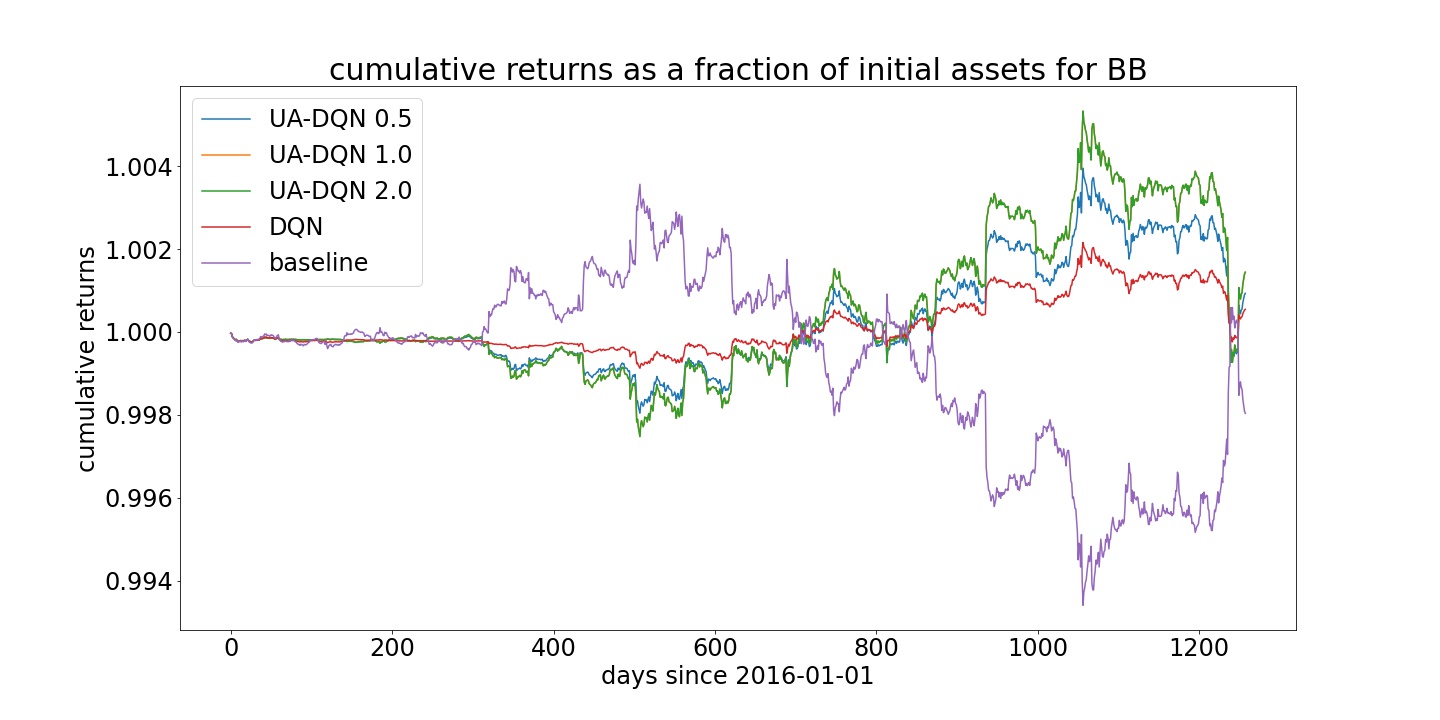 cumulative returns as a fraction of initial assets for BB
UA-DQN 0.5
UA-DQN 1.0
UA-DQN 2.0
DQN
baseline
cumulative returns
1.004
1.002
1.000
0.998
0.996
0.994
0 200 400 600 800 1000 1200
days since 2016-01-01